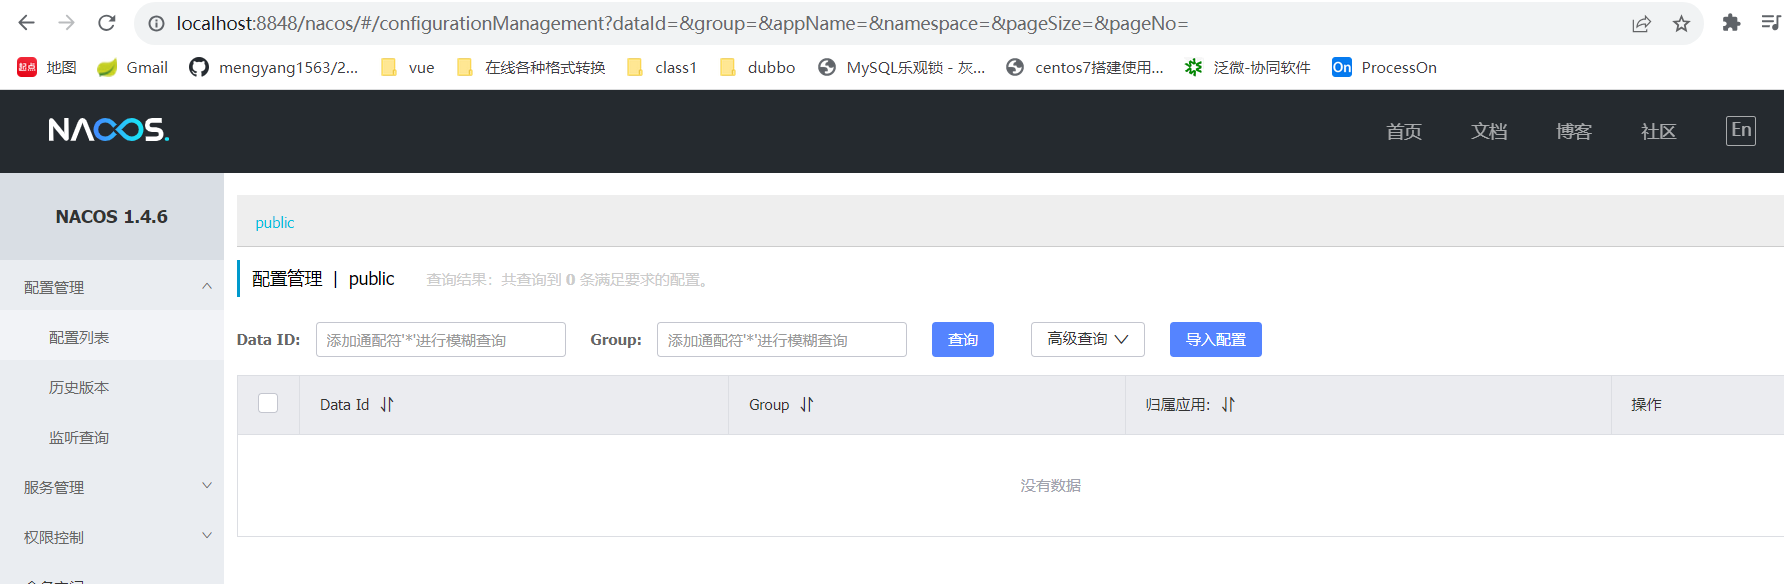 localhost:8848/nacos/#/configurationManagement?dataId=&group=&appName=&namespace=&pageSize=&pageNo=
起点 地图 Gmail mengyang1563/2... vue 在线各种格式转换 class1 dubbo MySQL乐观锁 - 灰... centos7搭建使用... 泛微-协同软件 On ProcessOn
NACOS. 首页 文档 博客 社区 En
NACOS 1.4.6
public
配置管理
配置管理 | public 查询结果：共查询到 0 条满足要求的配置。
配置列表
Data ID: 添加通配符'*'进行模糊查询 Group: 添加通配符'*'进行模糊查询 查询 高级查询 导入配置
历史版本
Data Id Group 归属应用: 操作
监听查询
服务管理
没有数据
权限控制